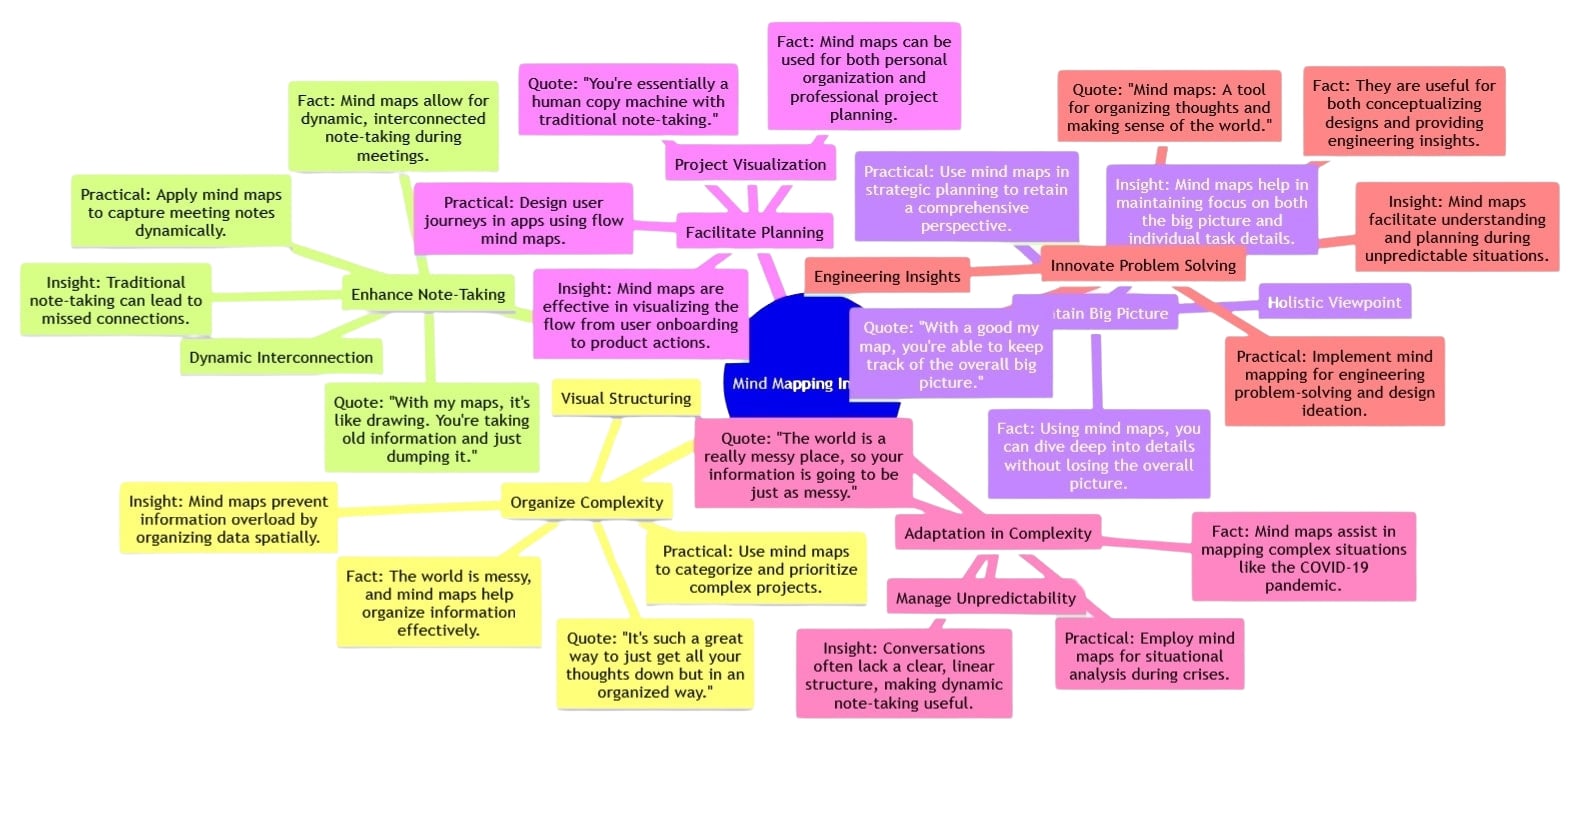 Fact: Mind maps can be
used for both personal
organization and
professional project
planning.
Quote: "You're essentially a
human copy machine with
traditional note-taking."
Project Visualization
Practical: Design user
journeys in apps using flow
mind maps.
Facilitate Planning
Insight: Mind maps are
effective in visualizing the
flow from user onboarding
to product actions.
Fact: Mind maps allow for
dynamic, interconnected
note-taking during
meetings.
Practical: Apply mind maps
to capture meeting notes
dynamically.
Insight: Traditional
note-taking can lead to
missed connections.
Enhance Note-Taking
Dynamic Interconnection
Quote: "With my maps, it's
like drawing. You're taking
old information and just
dumping it."
Quote: "Mind maps: A tool
for organizing thoughts and
making sense of the world."
Fact: They are useful for
both conceptualizing
designs and providing
engineering insights.
Insight: Mind maps
facilitate understanding
and planning during
unpredictable situations.
Engineering Insights
Innovate Problem Solving
Practical: Implement mind
mapping for engineering
problem-solving and design
ideation.
Practical: Use mind maps in
strategic planning to retain
a comprehensive
perspective.
Insight: Mind maps help in
maintaining focus on both
the big picture and
individual task details.
Holistic Viewpoint
Big Picture
Quote: "With a good my
map, you're able to keep
track of the overall big
picture."
Fact: Using mind maps, you
can dive deep into details
without losing the overall
picture.
Mind Mapping
Visual Structuring
Organize Complexity
Insight: Mind maps prevent
information overload by
organizing data spatially.
Fact: The world is messy,
and mind maps help
organize information
effectively.
Practical: Use mind maps
to categorize and prioritize
complex projects.
Quote: "It's such a great
way to just get all your
thoughts down but in an
organized way."
Quote: "The world is a
really messy place, so your
information is going to be
just as messy."
Adaptation in Complexity
Fact: Mind maps assist in
mapping complex situations
like the COVID-19
pandemic.
Manage Unpredictability
Insight: Conversations
often lack a clear, linear
structure, making dynamic
note-taking useful.
Practical: Employ mind
maps for situational
analysis during crises.